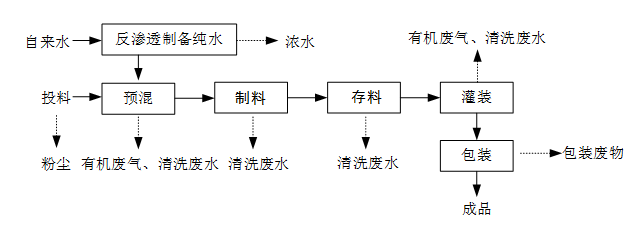 有机废气、清洗废水
自来水
反渗透制备纯水
浓水
投料
预混
制料
存料
灌装
粉尘
有机废气、清洗废水
清洗废水
清洗废水
包装
包装废物
成品